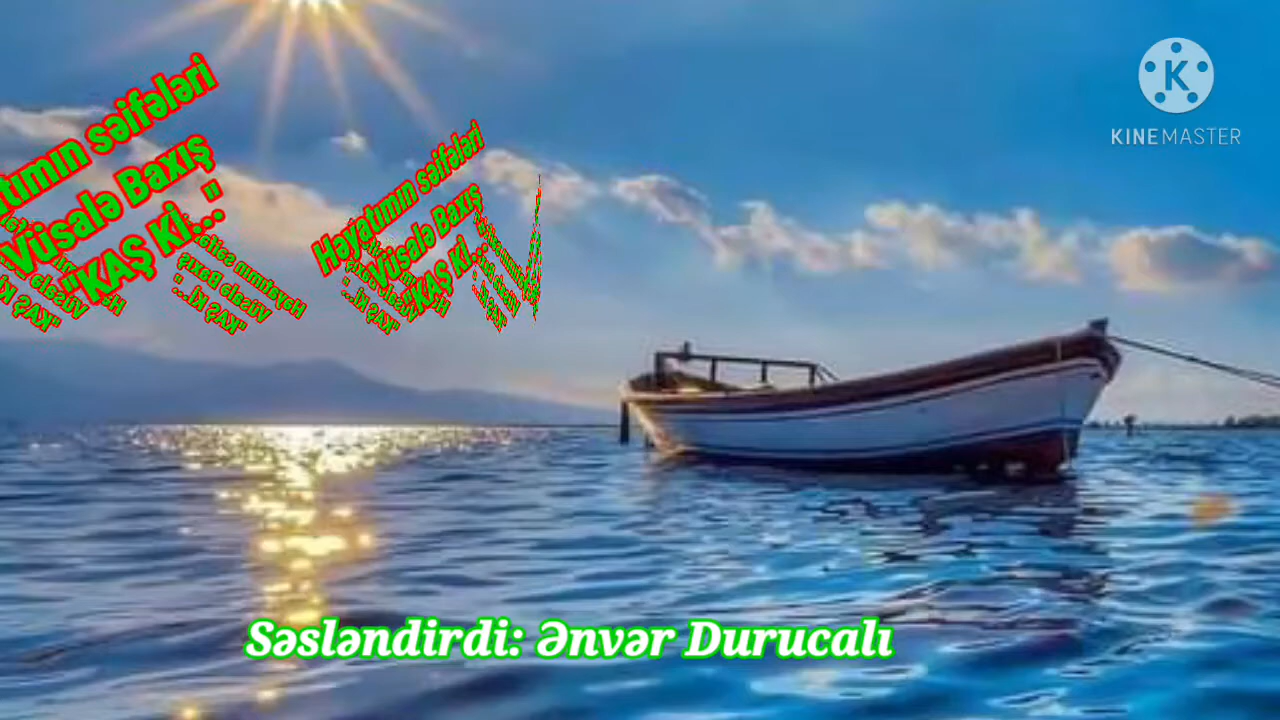 Həyatımın səifələri
Vüsalə Baxış
"KAŞ Ki..."
Səsləndirdi: Ənvər Durucalı
KINEMASTER